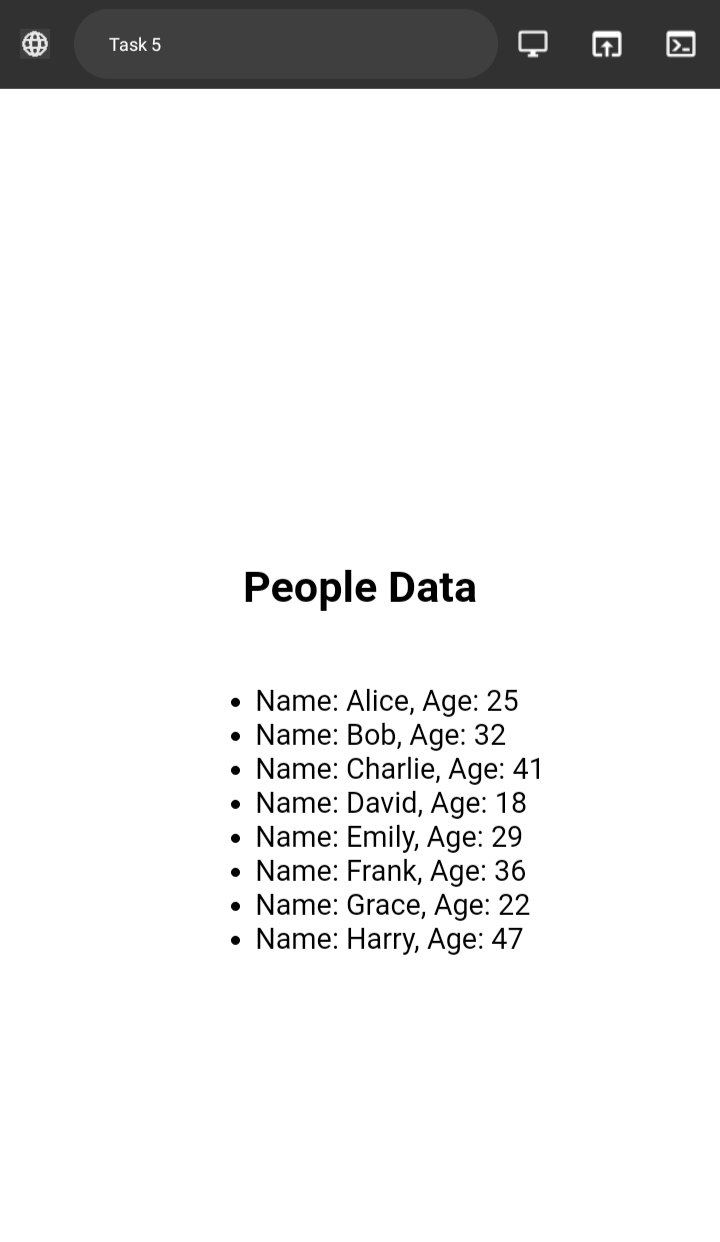 Task 5
People Data
• Name: Alice, Age: 25
• Name: Bob, Age: 32
• Name: Charlie, Age: 41
• Name: David, Age: 18
• Name: Emily, Age: 29
• Name: Frank, Age: 36
• Name: Grace, Age: 22
• Name: Harry, Age: 47